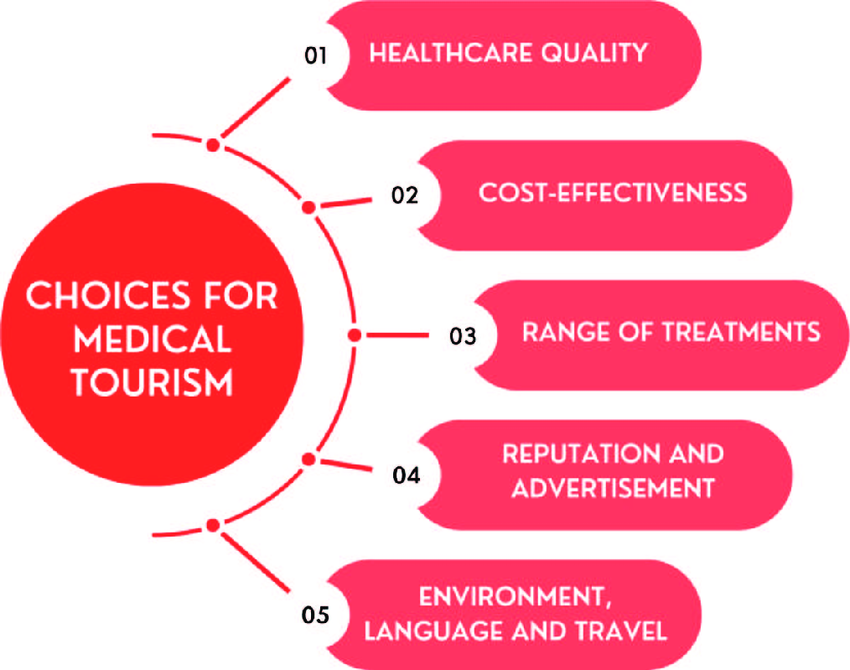 01
HEALTHCARE QUALITY
02
COST-EFFECTIVENESS
CHOICES FOR
MEDICAL
TOURISM
03
RANGE OF TREATMENTS
04
REPUTATION AND
ADVERTISEMENT
05
ENVIRONMENT,
LANGUAGE AND TRAVEL